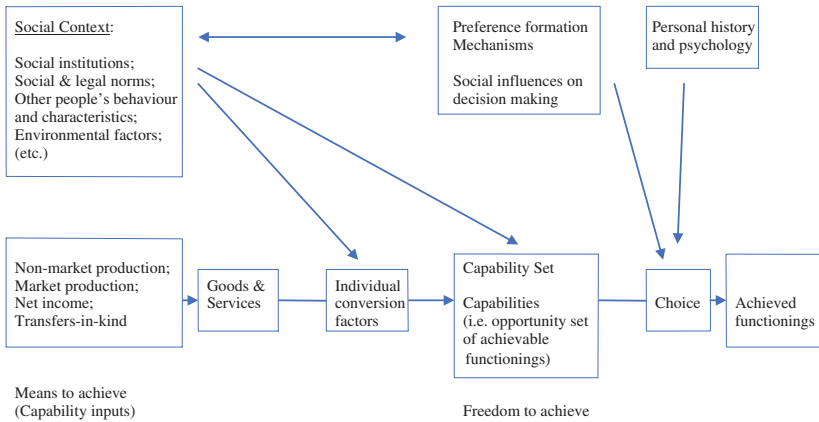 Social Context:
Social institutions;
Social & legal norms;
Other people's behaviour
and characteristics;
Environmental factors;
(etc.)
Preference formation
Mechanisms
Social influences on
decision making
Personal history
and psychology
Non-market production;
Market production;
Net income;
Transfers-in-kind
Goods &
Services
Individual
conversion
factors
Capability Set
Capabilities
(i.e. opportunity set
of achievable
functionings)
Choice
Achieved
functionings
Means to achieve
(Capability inputs)
Freedom to achieve